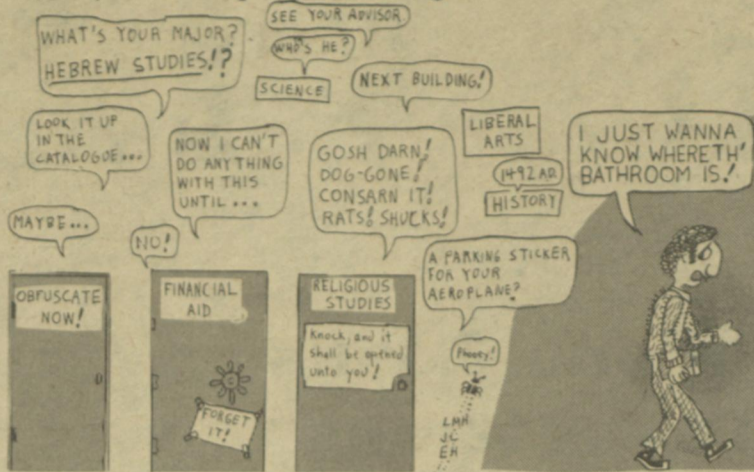 SEE YOUR ADVISOR.
WHAT'S YOUR MAJOR?
HEBREW STUDIES!?
WHO'S HE?
SCIENCE
NEXT BUILDING!
LOOK IT UP
IN THE
CATALOGUE...
NOW I CAN'T
DO ANYTHING
WITH THIS
UNTIL...
GOSH DARN!
DOG-GONE!
CONSARN IT!
RATS! SHUCKS!
LIBERAL
ARTS
1492 AD
HISTORY
I JUST WANNA
KNOW WHERETH'
BATHROOM IS!
MAYBE...
NO!
A PARKING STICKER
FOR YOUR
AEROPLANE?
OBFUSCATE
NOW!
FINANCIAL
AID
FORGET
IT!
RELIGIOUS
STUDIES
Knock, and it
shall be opened
unto you!
Phooey!
LMH
JC
EH